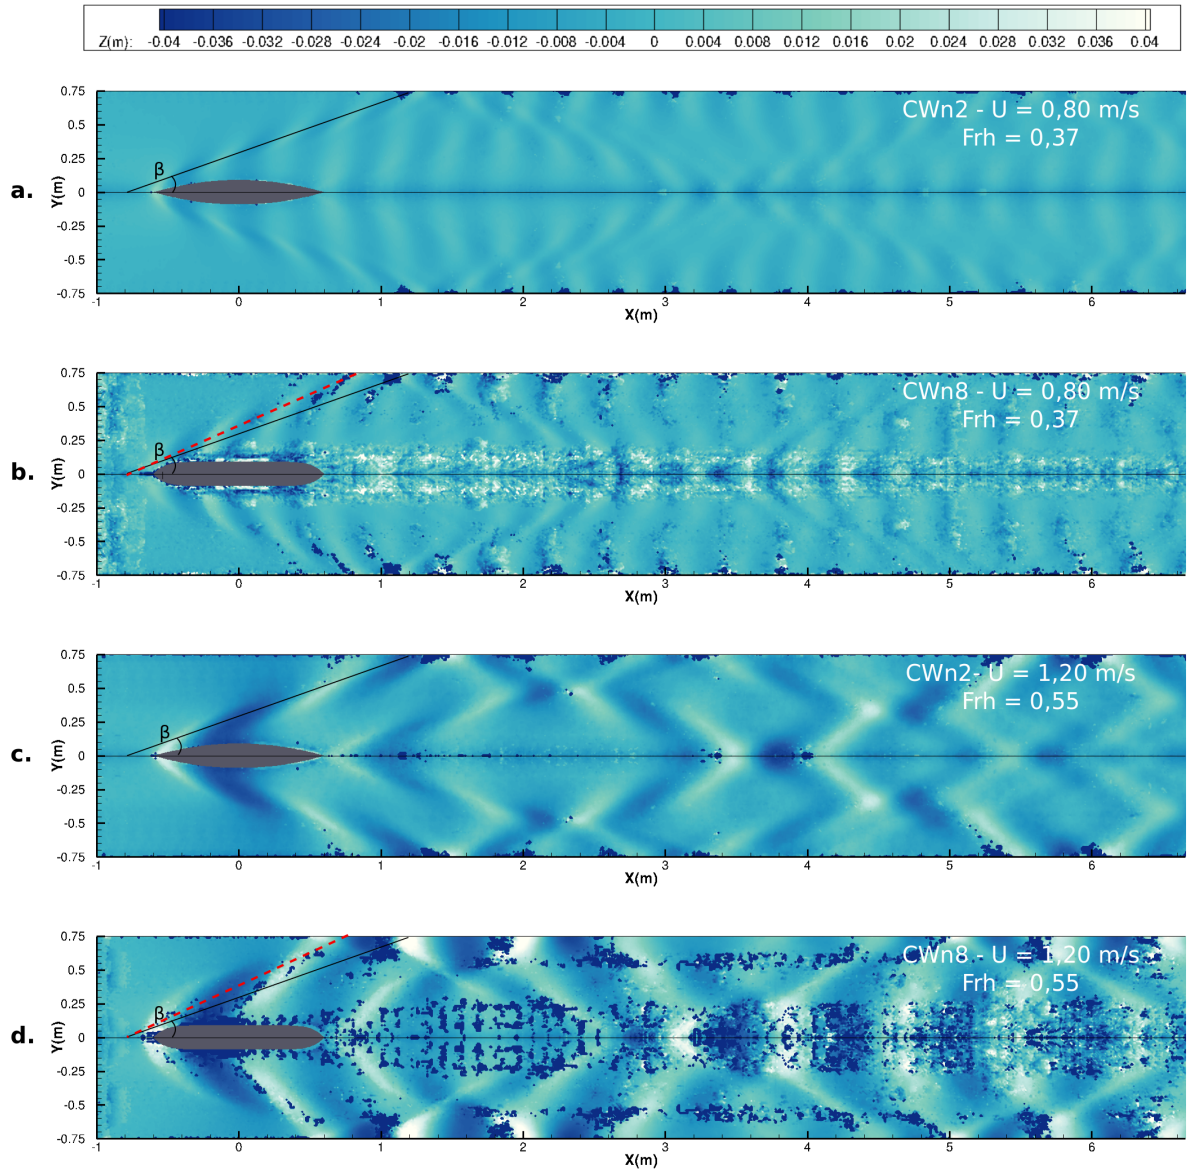 Z(m): -0.04 -0.036 -0.032 -0.028 -0.024 -0.02 -0.016 -0.012 -0.008 -0.004 0 0.004 0.008 0.012 0.016 0.02 0.024 0.028 0.032 0.036 0.04
a.
Y(m)
0.75
0.5
0.25
0
-0.25
-0.5
-0.75
β
CWn2 - U = 0,80 m/s
Frh = 0,37
-1 0 1 2 3 4 5 6
X(m)
b.
Y(m)
0.75
0.5
0.25
0
-0.25
-0.5
-0.75
β
CWn8 - U = 0,80 m/s
Frh = 0,37
-1 0 1 2 3 4 5 6
X(m)
c.
Y(m)
0.75
0.5
0.25
0
-0.25
-0.5
-0.75
β
CWn2- U = 1,20 m/s
Frh = 0,55
-1 0 1 2 3 4 5 6
X(m)
d.
Y(m)
0.75
0.5
0.25
0
-0.25
-0.5
-0.75
β
CWn8 - U = 1,20 m/s
Frh = 0,55
-1 0 1 2 3 4 5 6
X(m)